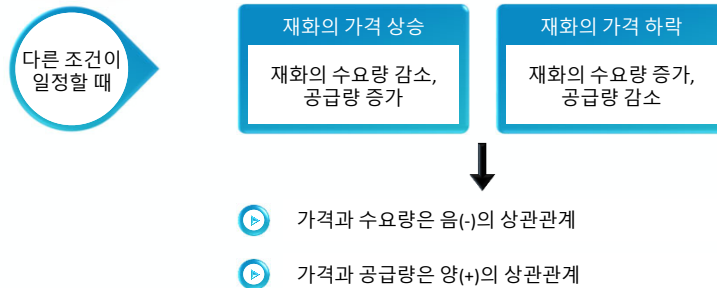 다른 조건이
일정할 때
재화의 가격 상승
재화의 수요량 감소,
공급량 증가
재화의 가격 하락
재화의 수요량 증가,
공급량 감소
가격과 수요량은 음(-)의 상관관계
가격과 공급량은 양(+)의 상관관계